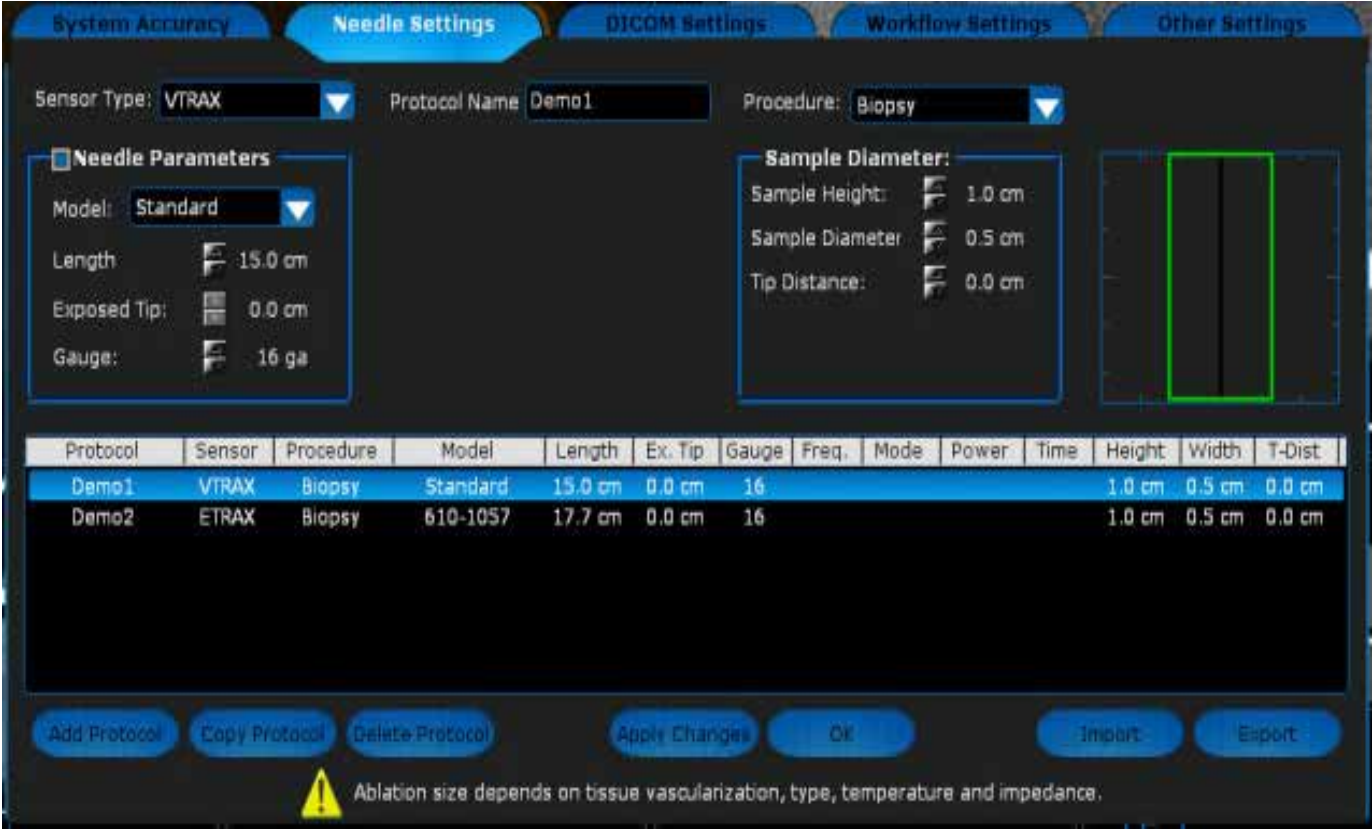 System Accuracy Needle Settings DICOM Settings Workflow Settings Other Settings
Sensor Type: VTRAX Protocol Name Demo1 Procedure: Biopsy
Needle Parameters
Model: Standard
Length 15.0 cm
Exposed Tip: 0.0 cm
Gauge: 16 ga
Sample Diameter:
Sample Height: 1.0 cm
Sample Diameter 0.5 cm
Tip Distance: 0.0 cm
Protocol Sensor Procedure Model Length Ex. Tip Gauge Freq. Mode Power Time Height Width T-Dist
Demo1 VTRAX Biopsy Standard 15.0 cm 0.0 cm 16 1.0 cm 0.5 cm 0.0 cm
Demo2 ETRAX Biopsy 610-1057 17.7 cm 0.0 cm 16 1.0 cm 0.5 cm 0.0 cm
Add Protocol Copy Protocol Delete Protocol Apply Changes OK Import Export
Ablation size depends on tissue vascularization, type, temperature and impedance.